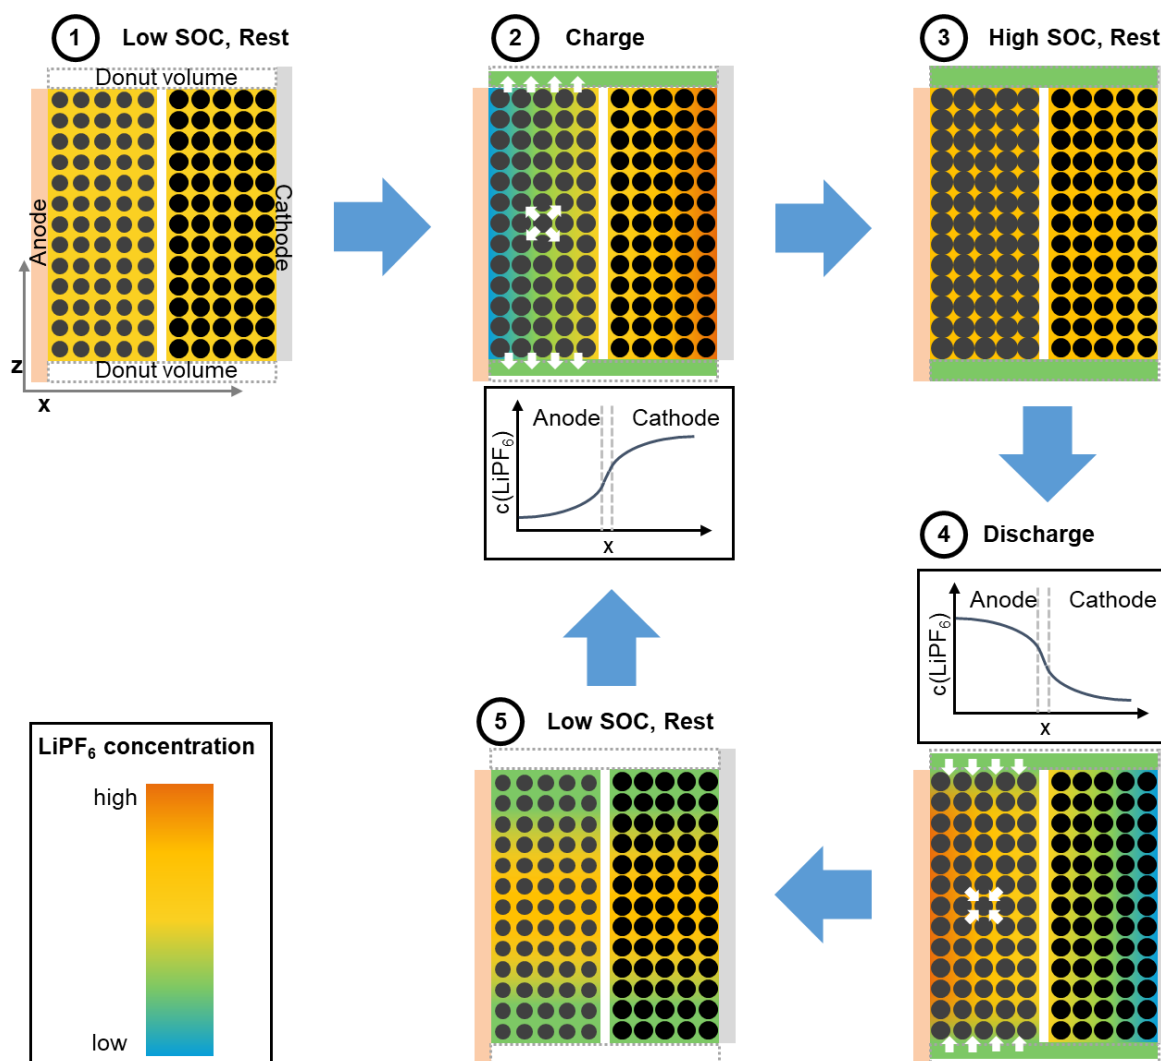 1 Low SOC, Rest
Donut volume
Anode
Cathode
Donut volume
z
x
2 Charge
Anode Cathode
c(LiPF6)
x
3 High SOC, Rest
4 Discharge
Anode Cathode
c(LiPF6)
x
5 Low SOC, Rest
LiPF6 concentration
high
low